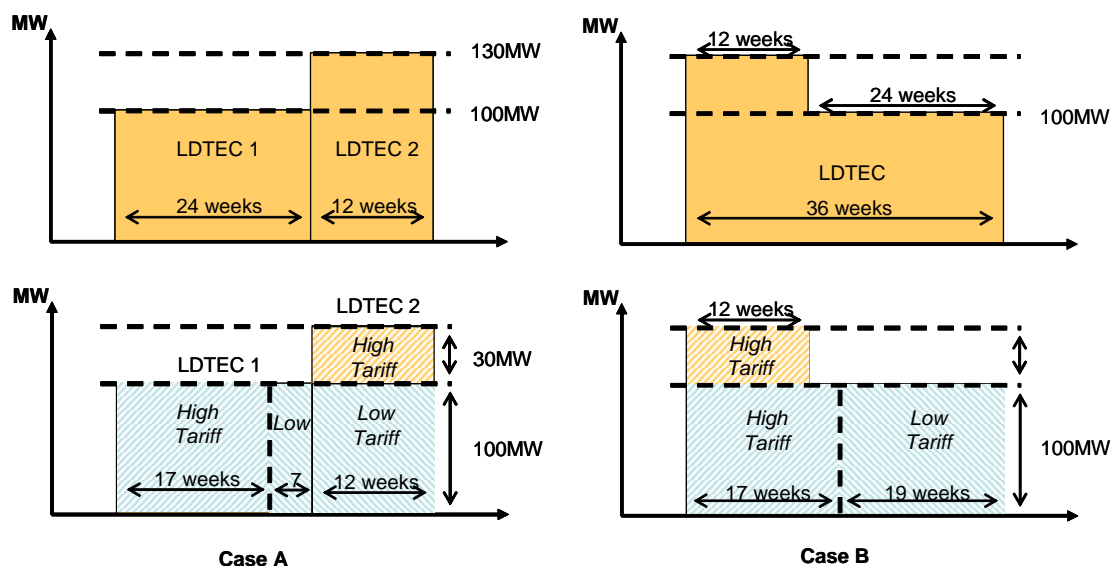 MW
130MW
100MW
LDTEC 1
LDTEC 2
24 weeks
12 weeks
12 weeks
24 weeks
100MW
LDTEC
36 weeks
MW
LDTEC 2
High
Tariff
30MW
LDTEC 1
High
Tariff
Low
Low
Tariff
100MW
17 weeks
7
12 weeks
Case A
MW
12 weeks
High
Tariff
High
Tariff
Low
Tariff
100MW
17 weeks
19 weeks
Case B